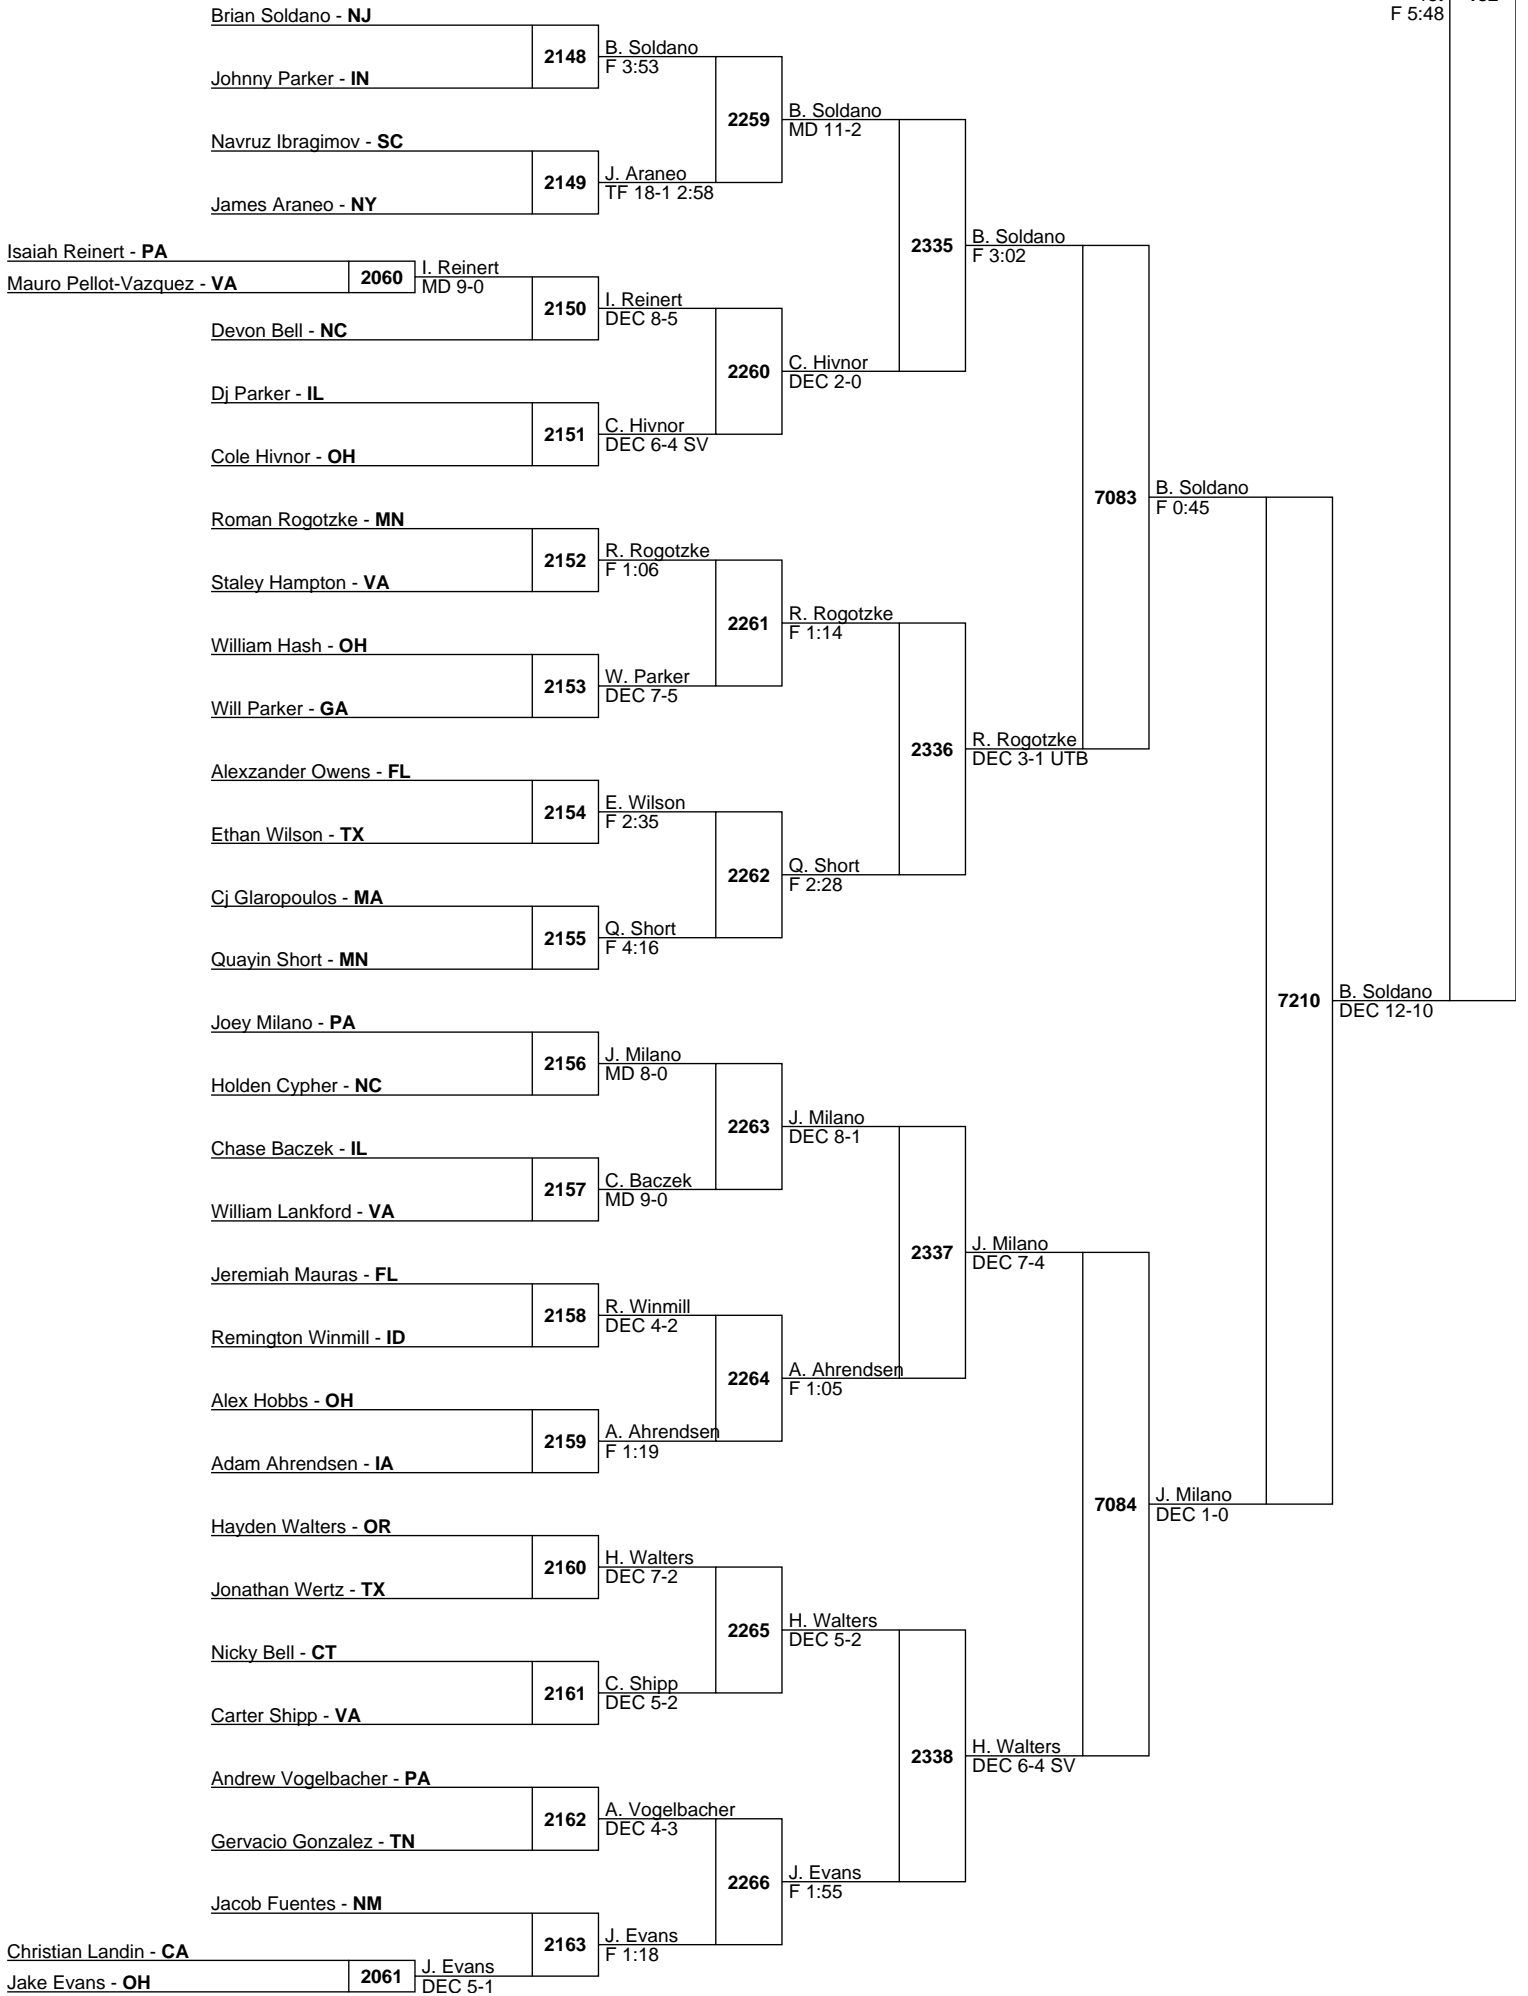 F 5:48
Brian Soldano - NJ
2148
B. Soldano
F 3:53
Johnny Parker - IN
2259
B. Soldano
MD 11-2
Navruz Ibragimov - SC
2149
J. Araneo
TF 18-1 2:58
James Araneo - NY
2335
B. Soldano
F 3:02
Isaiah Reinert - PA
2060
I. Reinert
MD 9-0
Mauro Pellot-Vazquez - VA
2150
I. Reinert
DEC 8-5
Devon Bell - NC
2260
C. Hivnor
DEC 2-0
Dj Parker - IL
2151
C. Hivnor
DEC 6-4 SV
Cole Hivnor - OH
7083
B. Soldano
F 0:45
Roman Rogotzke - MN
2152
R. Rogotzke
F 1:06
Staley Hampton - VA
2261
R. Rogotzke
F 1:14
William Hash - OH
2153
W. Parker
DEC 7-5
Will Parker - GA
2336
R. Rogotzke
DEC 3-1 UTB
Alexzander Owens - FL
2154
E. Wilson
F 2:35
Ethan Wilson - TX
2262
Q. Short
F 2:28
Cj Glaropoulos - MA
2155
Q. Short
F 4:16
Quayin Short - MN
7210
B. Soldano
DEC 12-10
Joey Milano - PA
2156
J. Milano
MD 8-0
Holden Cypher - NC
2263
J. Milano
DEC 8-1
Chase Baczek - IL
2157
C. Baczek
MD 9-0
William Lankford - VA
2337
J. Milano
DEC 7-4
Jeremiah Mauras - FL
2158
R. Winmill
DEC 4-2
Remington Winmill - ID
2264
A. Ahrendsen
F 1:05
Alex Hobbs - OH
2159
A. Ahrendsen
F 1:19
Adam Ahrendsen - IA
7084
J. Milano
DEC 1-0
Hayden Walters - OR
2160
H. Walters
DEC 7-2
Jonathan Wertz - TX
2265
H. Walters
DEC 5-2
Nicky Bell - CT
2161
C. Shipp
DEC 5-2
Carter Shipp - VA
2338
H. Walters
DEC 6-4 SV
Andrew Vogelbacher - PA
2162
A. Vogelbacher
DEC 4-3
Gervacio Gonzalez - TN
2266
J. Evans
F 1:55
Jacob Fuentes - NM
2163
J. Evans
F 1:18
Christian Landin - CA
2061
J. Evans
DEC 5-1
Jake Evans - OH